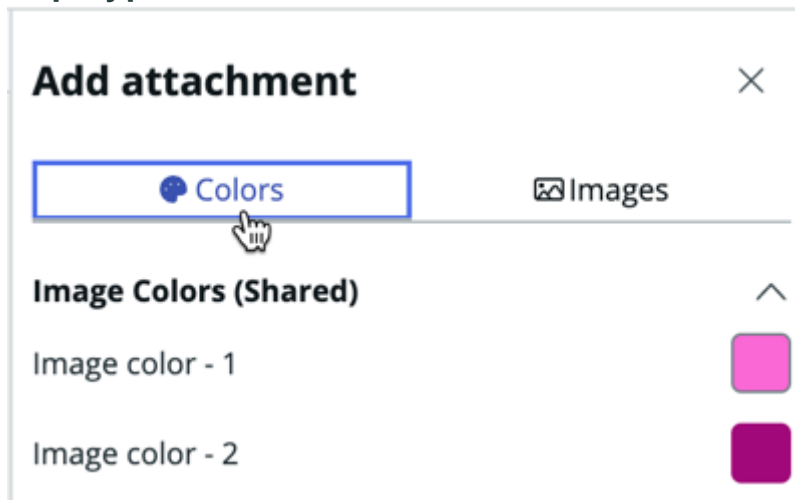 Add attachment
Colors
Images
Image Colors (Shared)
Image color - 1
Image color - 2